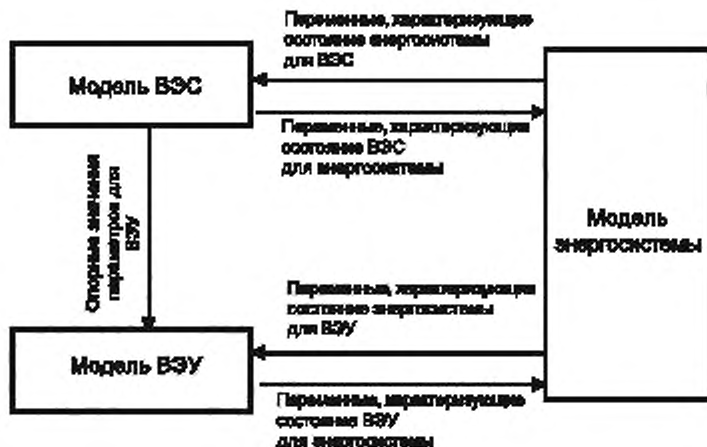 Переменные, характеризующие
состояние энергосистемы
для ВЭС
Модель ВЭС
Переменные, характеризующие
состояние ВЭС
для энергосистемы
Опорные значения
параметров для
ВЭУ
Модель
энергосистемы
Переменные, характеризующие
состояние энергосистемы
для ВЭУ
Модель ВЭУ
Переменные, характеризующие
состояние ВЭУ
для энергосистемы